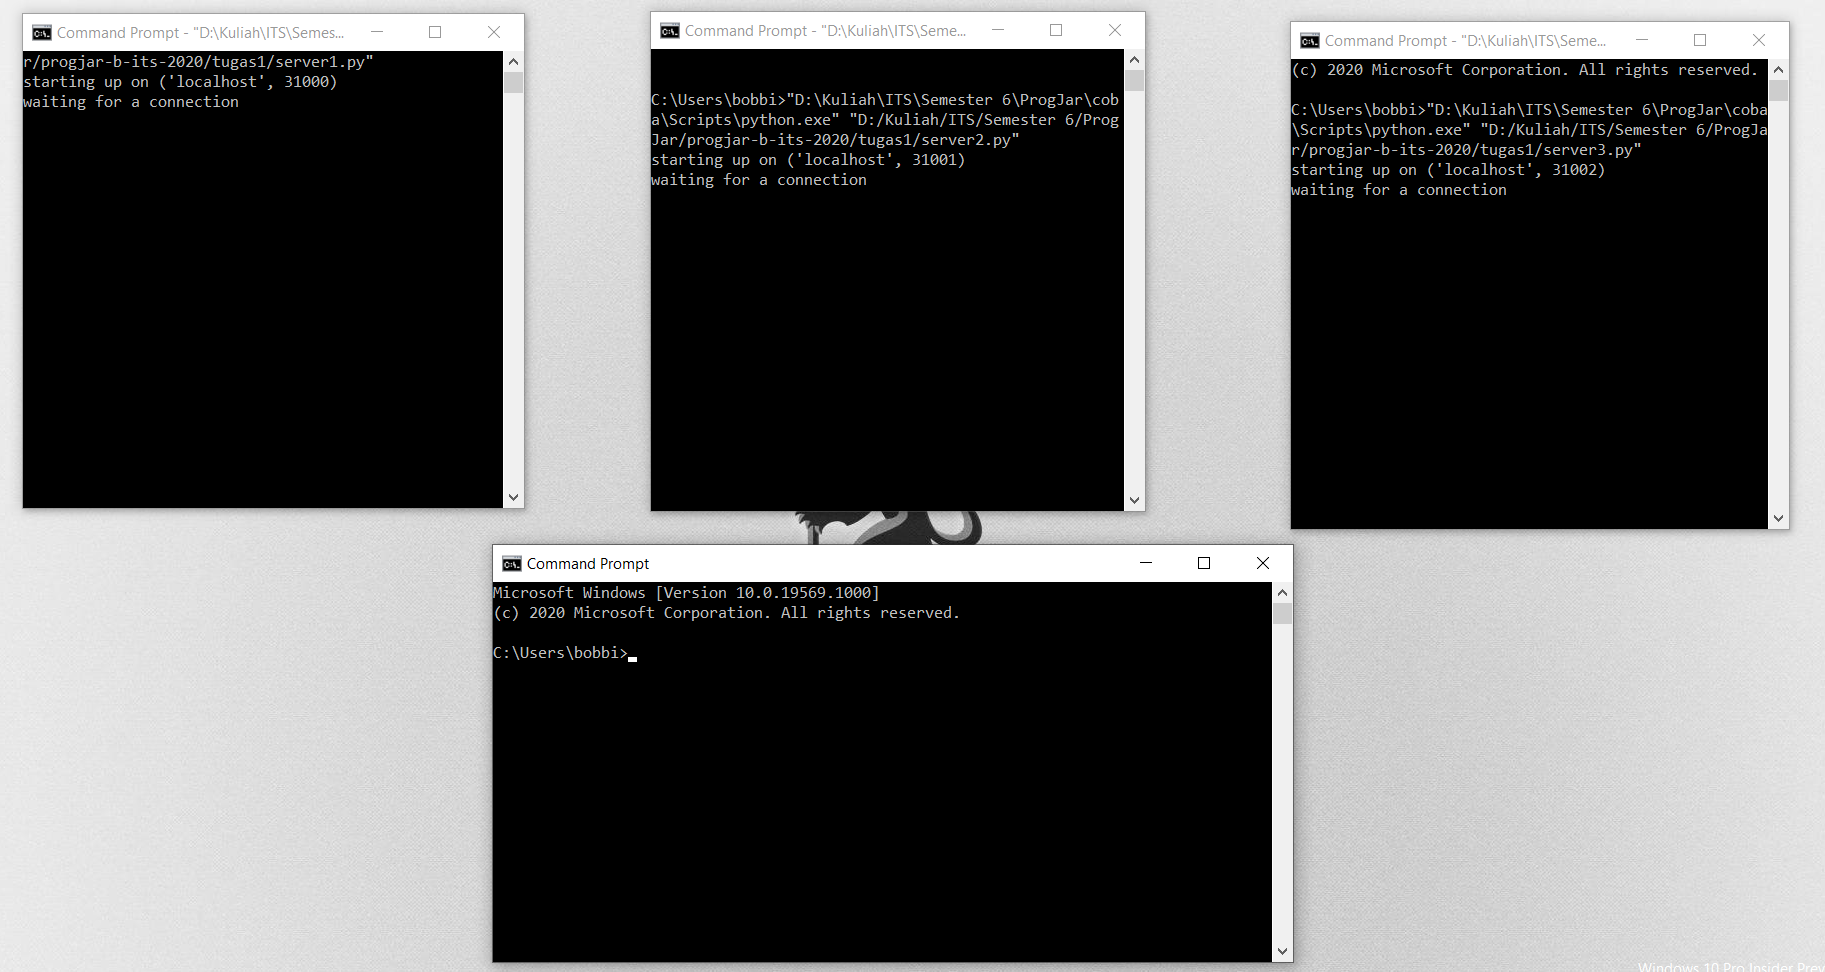 Command Prompt - "D:\Kuliah\ITS\Semes...
r/progjar-b-its-2020/tugas1/server1.py"
starting up on ('localhost', 31000)
waiting for a connection
Command Prompt - "D:\Kuliah\ITS\Seme...
C:\Users\bobbi>"D:\Kuliah\ITS\Semester 6\ProgJar\cob
a\Scripts\python.exe" "D:/Kuliah/ITS/Semester 6/Prog
Jar/progjar-b-its-2020/tugas1/server2.py"
starting up on ('localhost', 31001)
waiting for a connection
Command Prompt - "D:\Kuliah\ITS\Seme...
(c) 2020 Microsoft Corporation. All rights reserved.
C:\Users\bobbi>"D:\Kuliah\ITS\Semester 6\ProgJar\coba
\Scripts\python.exe" "D:/Kuliah/ITS/Semester 6/ProgJa
r/progjar-b-its-2020/tugas1/server3.py"
starting up on ('localhost', 31002)
waiting for a connection
Command Prompt
Microsoft Windows [Version 10.0.19569.1000]
(c) 2020 Microsoft Corporation. All rights reserved.
C:\Users\bobbi>
Windows 10 Pro Insider Prev